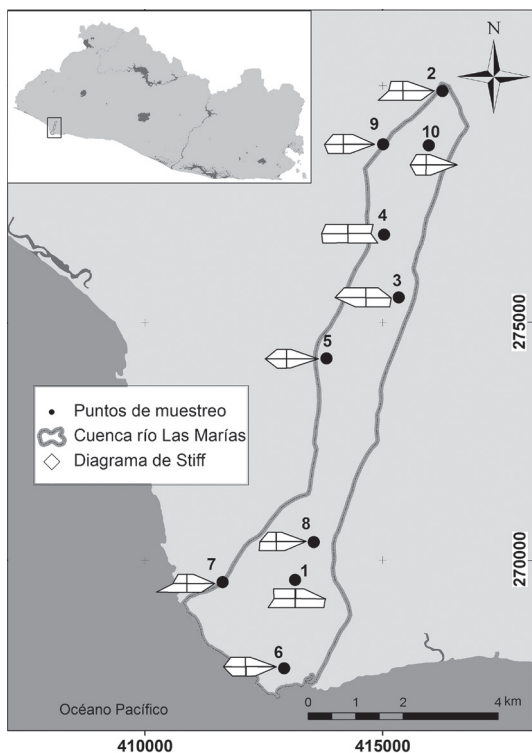 N
2
9
10
4
3
275000
5
Puntos de muestreo
Cuenca río Las Marías
Diagrama de Stiff
8
270000
7
1
6
Océano Pacífico
0 1 2 4 km
410000 415000